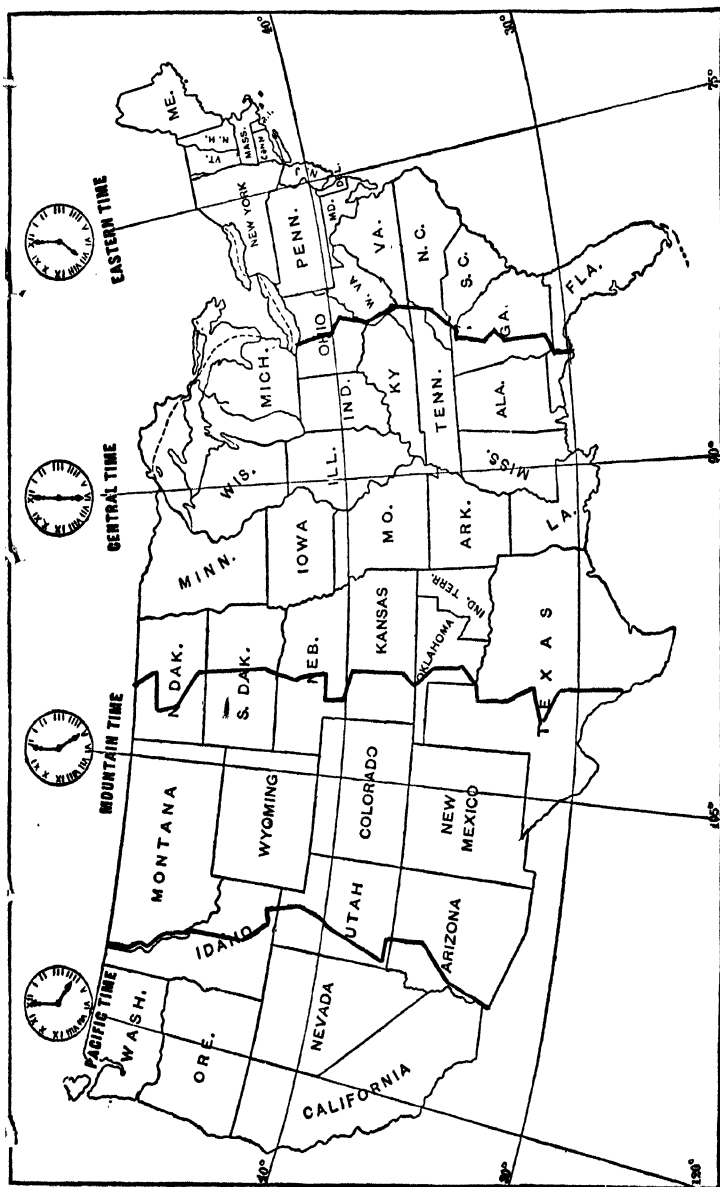 PACIFIC TIME
MOUNTAIN TIME
CENTRAL TIME
EASTERN TIME
WASH.
ORE.
CALIFORNIA
NEVADA
IDAHO
MONTANA
WYOMING
UTAH
COLORADO
ARIZONA
NEW
MEXICO
N. DAK.
S. DAK.
NEB.
KANSAS
OKLAHOMA
IND. TERR.
TEXAS
MINN.
IOWA
MO.
ARK.
LA.
WIS.
ILL.
MICH.
IND.
OHIO
KY
TENN.
MISS.
ALA.
GA.
FLA.
S. C.
N. C.
VA.
W. VA
MD.
DEL.
PENN.
N. J.
NEW YORK
CONN
R.I.
MASS.
VT.
N. H.
ME.
40°
30°
40°
30°
120°
105°
90°
75°